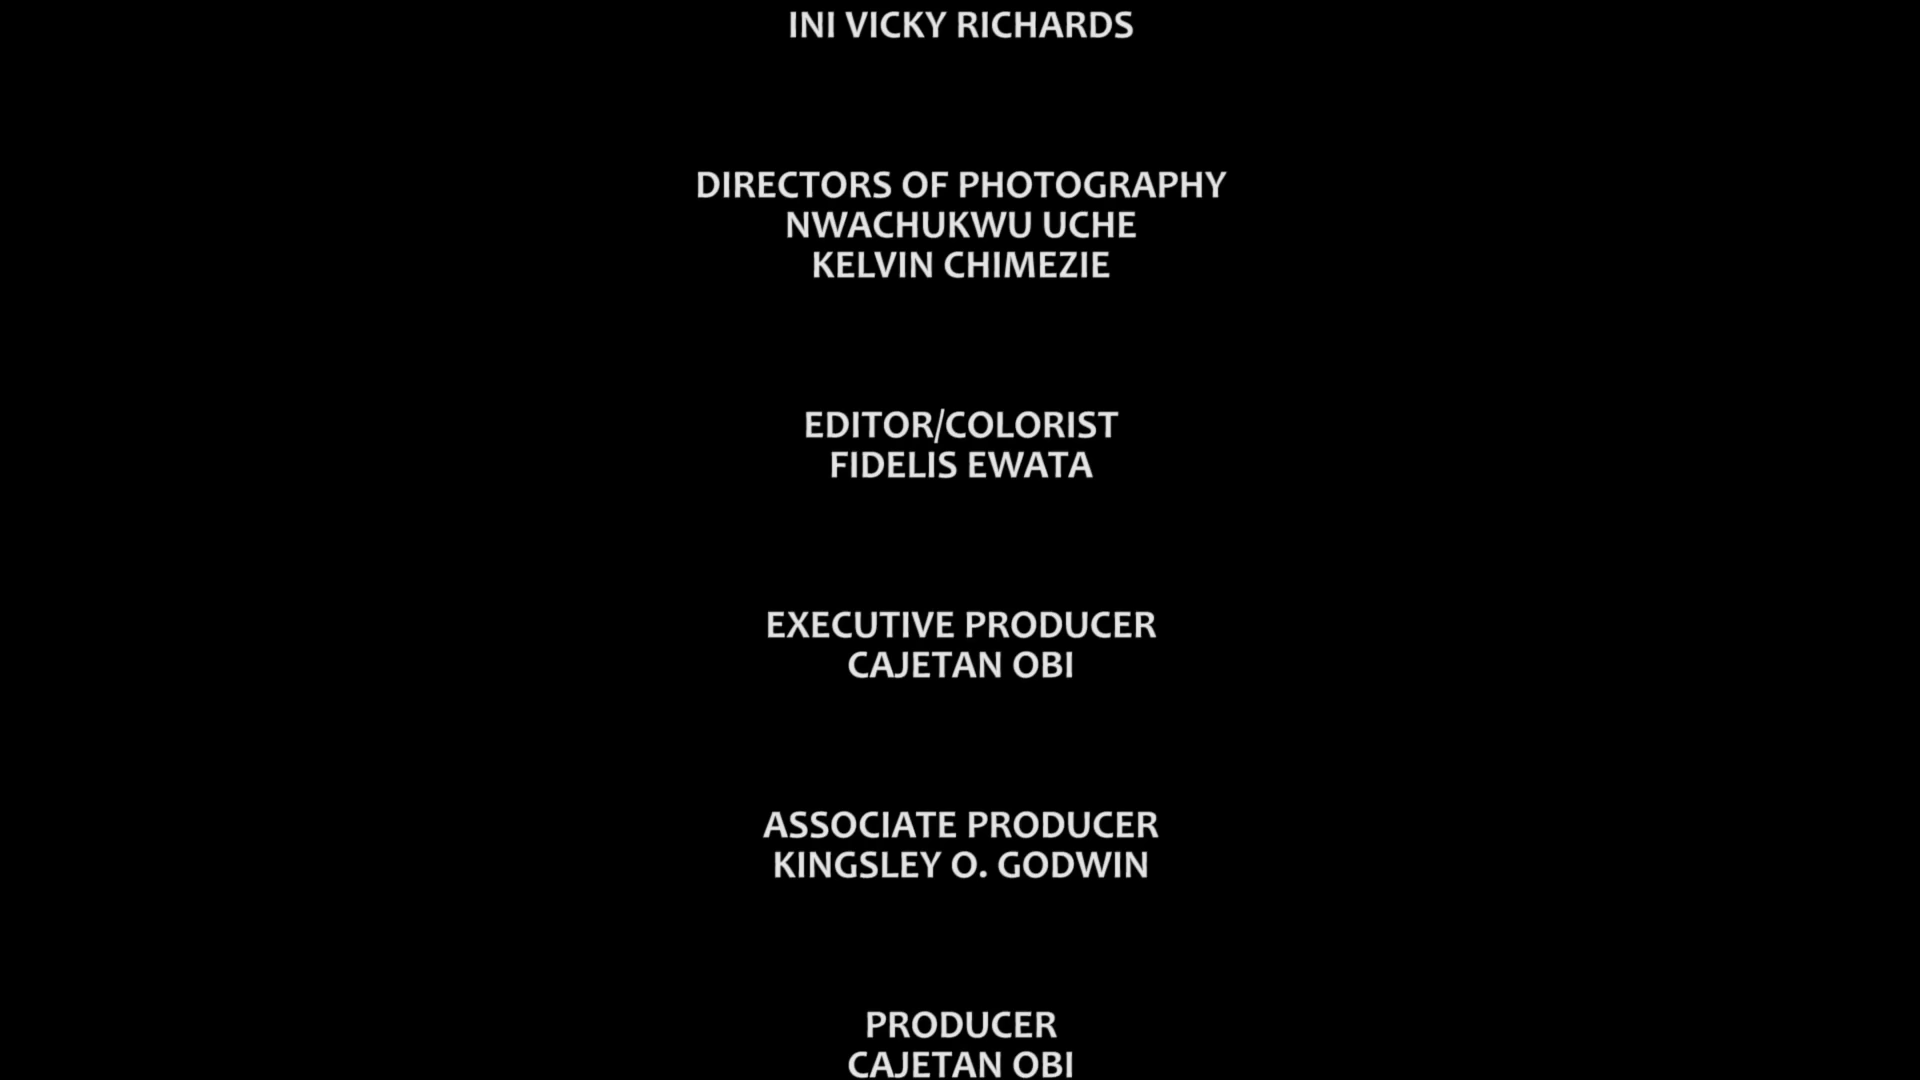 INI VICKY RICHARDS
DIRECTORS OF PHOTOGRAPHY
NWACHUKWU UCHE
KELVIN CHIMEZIE
EDITOR/COLORIST
FIDELIS EWATA
EXECUTIVE PRODUCER
CAJETAN OBI
ASSOCIATE PRODUCER
KINGSLEY O. GODWIN
PRODUCER
CAJETAN OBI